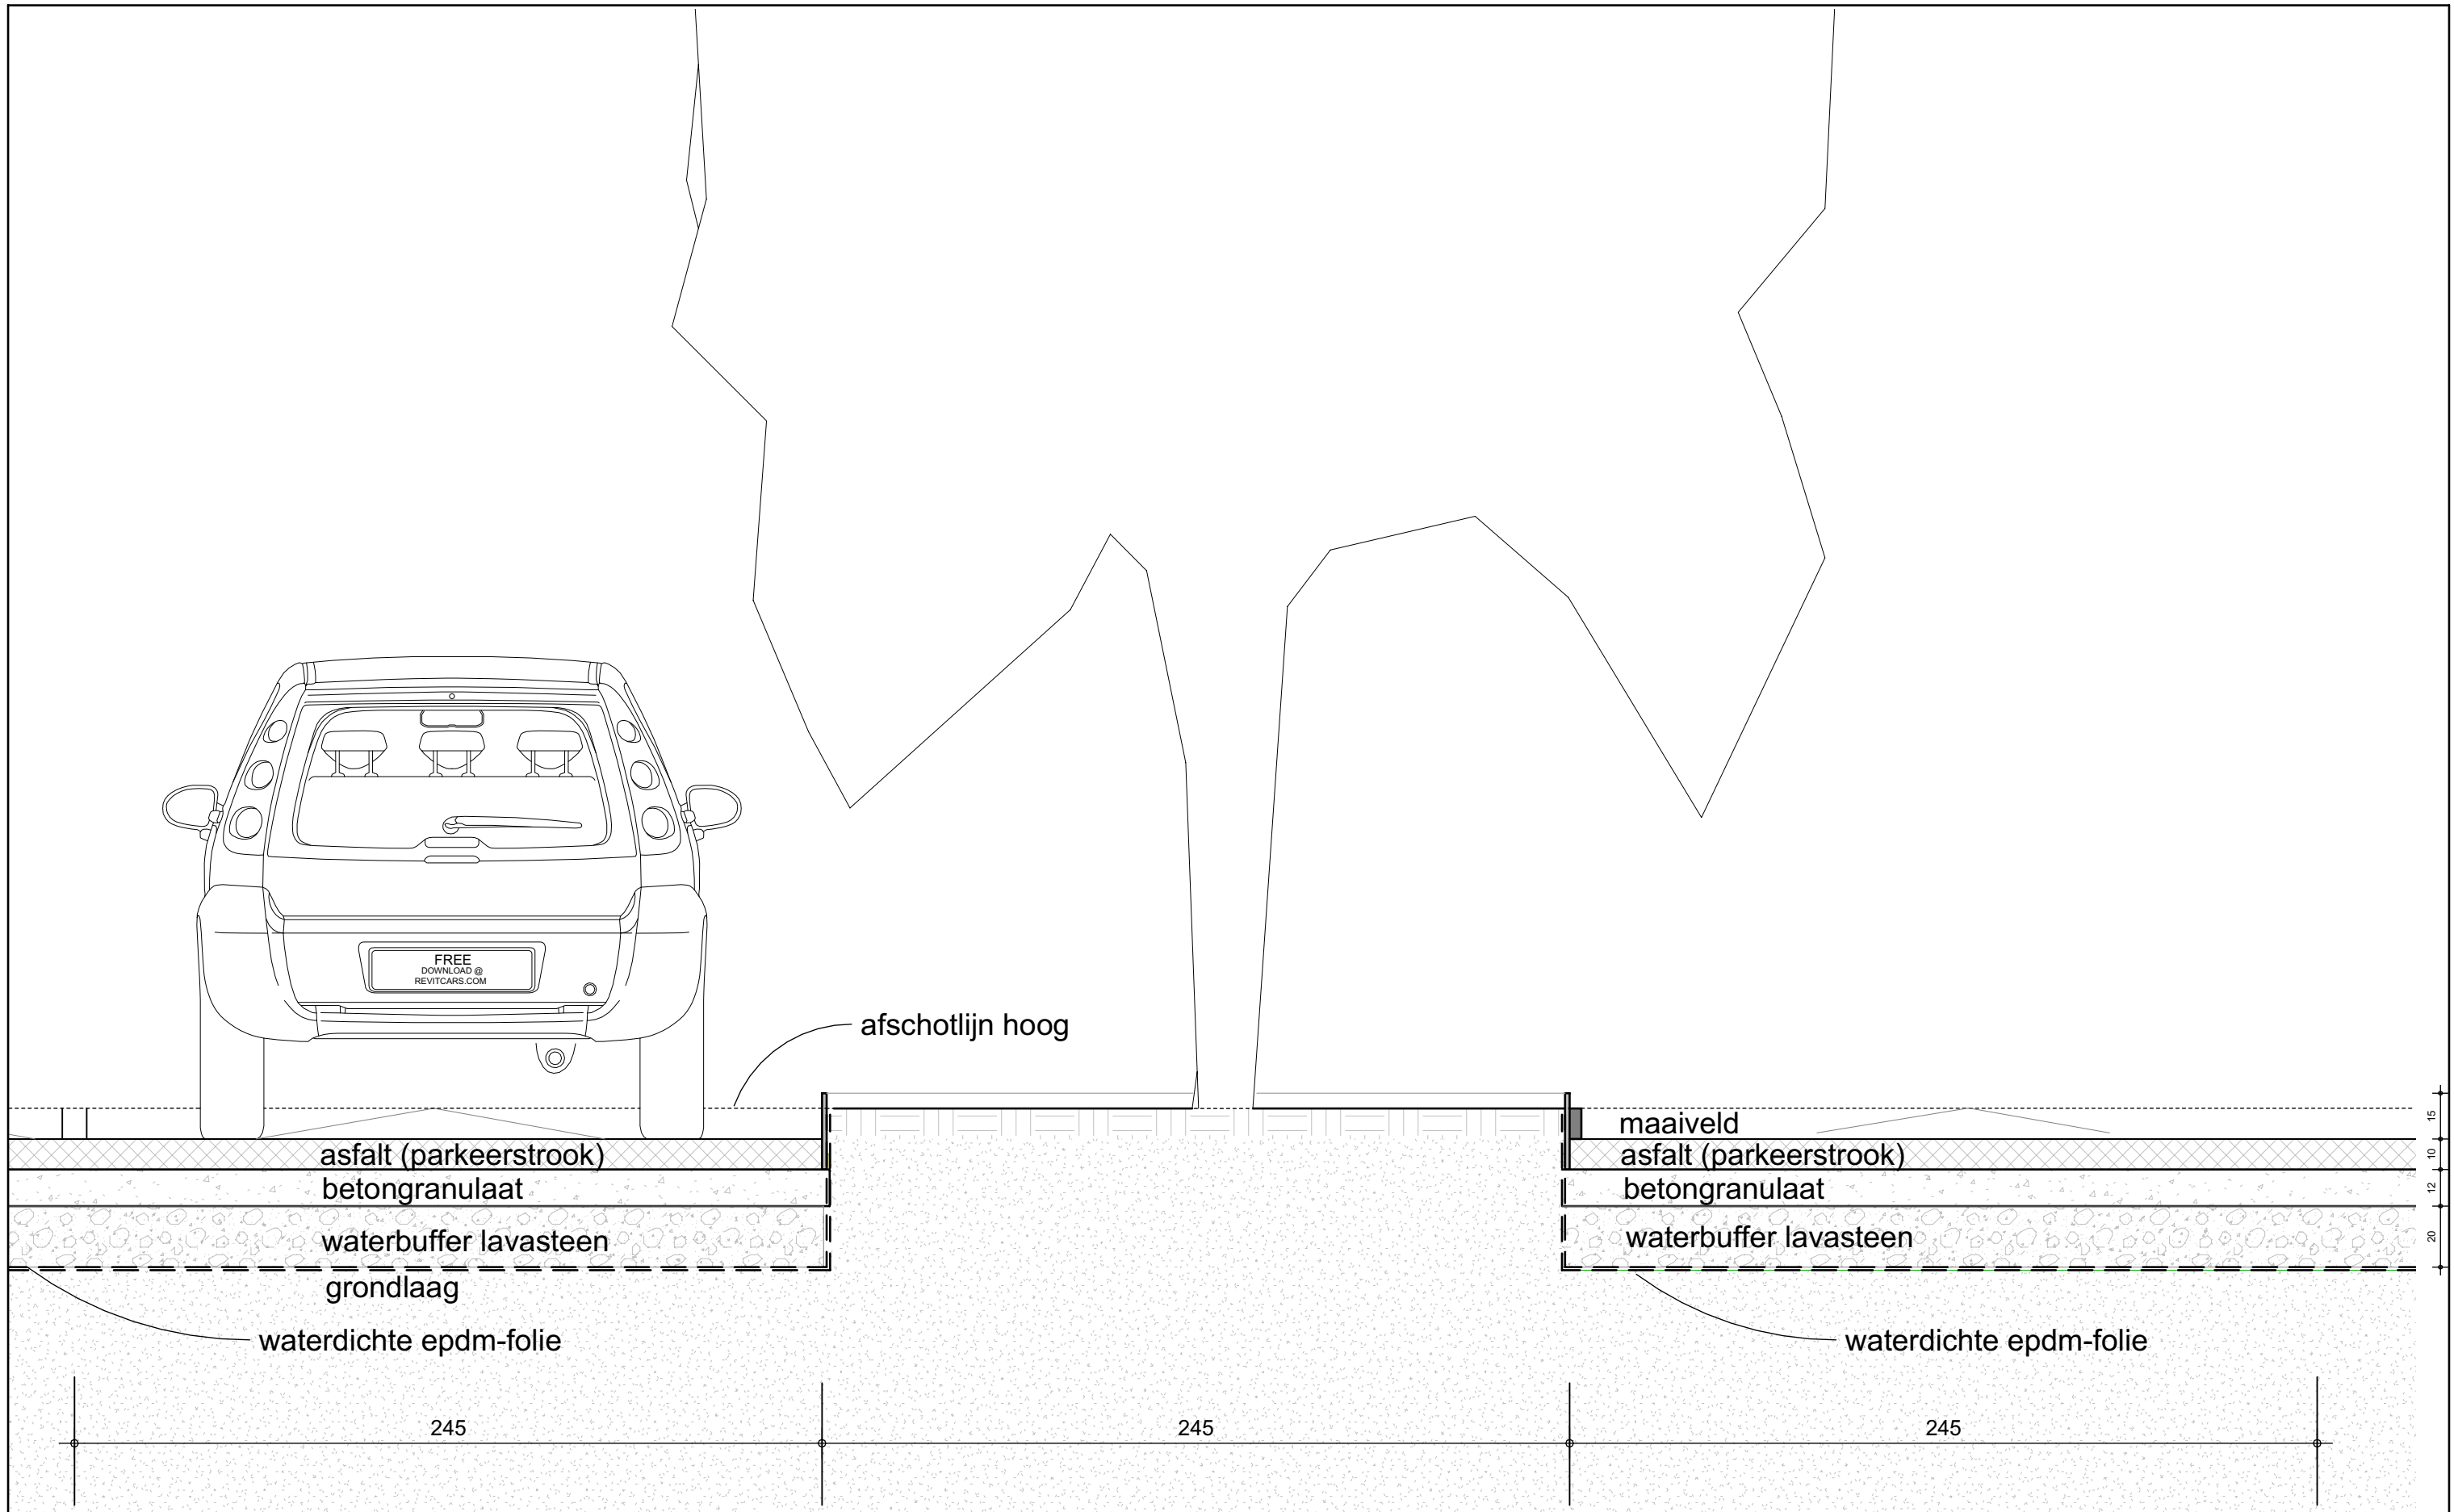 FREE
DOWNLOAD @
REVITCARS.COM
afschotlijn hoog
maaiveld
15
asfalt (parkeerstrook)
asfalt (parkeerstrook)
10
betongranulaat
betongranulaat
12
waterbuffer lavasteen
waterbuffer lavasteen
20
grondlaag
waterdichte epdm-folie
waterdichte epdm-folie
245
245
245